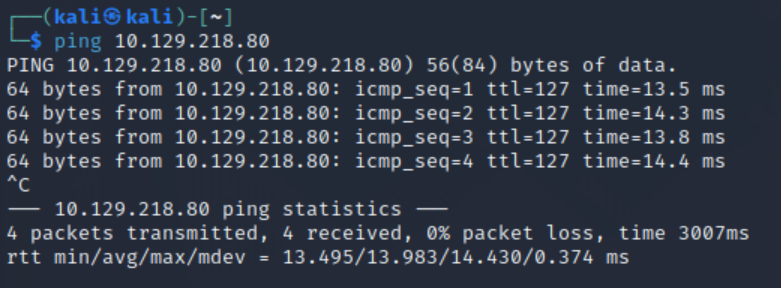 ┌──(kali㉿kali)-[~]
└─$ ping 10.129.218.80
PING 10.129.218.80 (10.129.218.80) 56(84) bytes of data.
64 bytes from 10.129.218.80: icmp_seq=1 ttl=127 time=13.5 ms
64 bytes from 10.129.218.80: icmp_seq=2 ttl=127 time=14.3 ms
64 bytes from 10.129.218.80: icmp_seq=3 ttl=127 time=13.8 ms
64 bytes from 10.129.218.80: icmp_seq=4 ttl=127 time=14.4 ms
^C
--- 10.129.218.80 ping statistics ---
4 packets transmitted, 4 received, 0% packet loss, time 3007ms
rtt min/avg/max/mdev = 13.495/13.983/14.430/0.374 ms